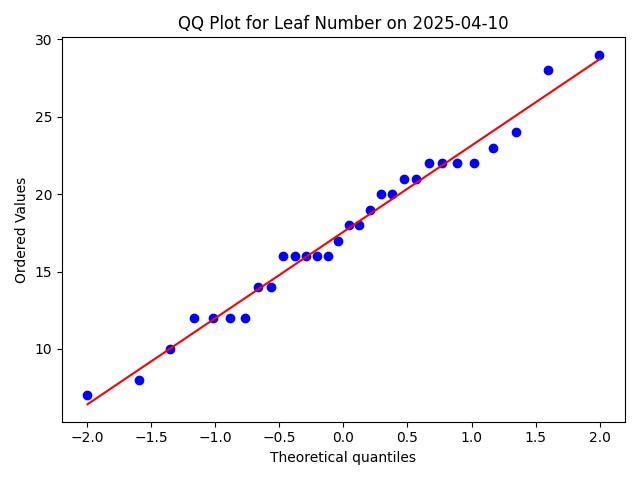 QQ Plot for Leaf Number on 2025-04-10
30
25
20
15
10
Ordered Values
−2.0 −1.5 −1.0 −0.5 0.0 0.5 1.0 1.5 2.0
Theoretical quantiles